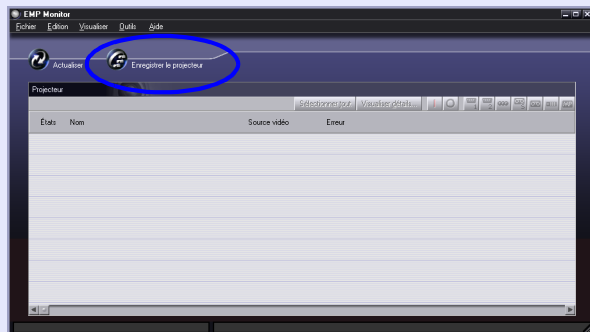 EMP Monitor
Fichier Edition Visualiser Outils Aide
Actualiser Enregistrer le projecteur
Projecteur
Sélectionner tout Visualiser détails...
États Nom Source vidéo Erreur